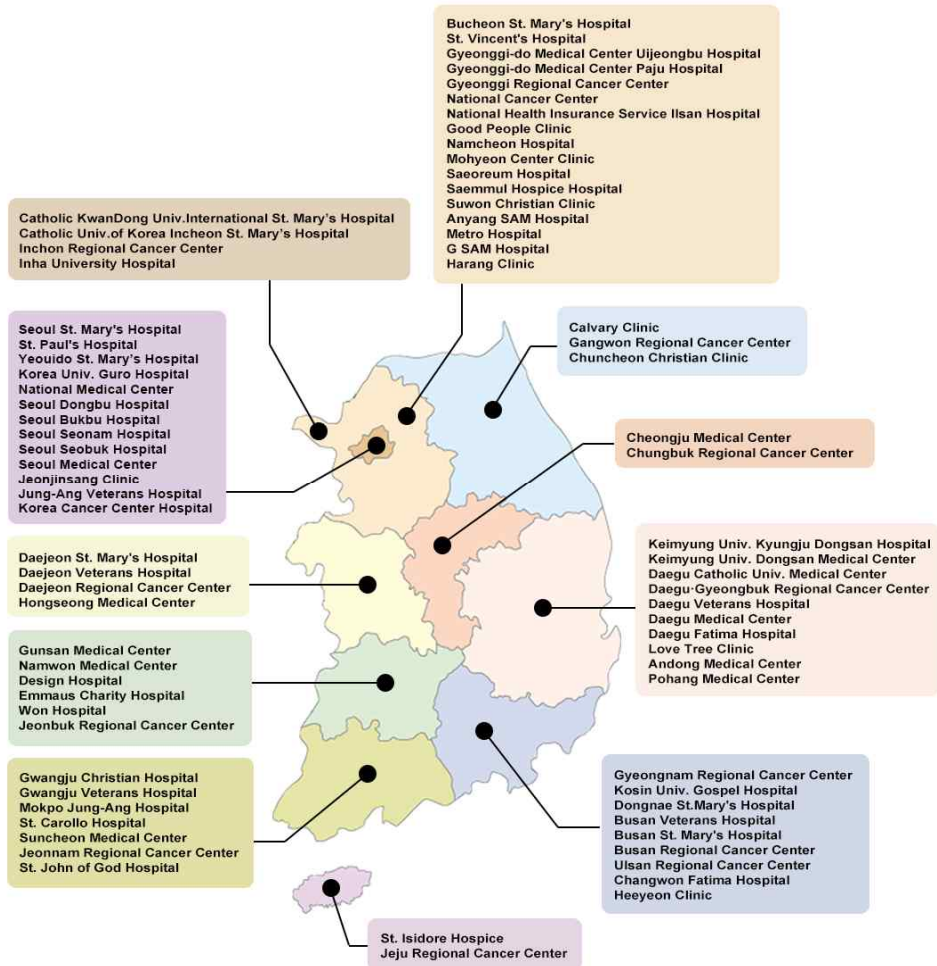 Bucheon St. Mary's Hospital
St. Vincent's Hospital
Gyeonggi-do Medical Center Uijeongbu Hospital
Gyeonggi-do Medical Center Paju Hospital
Gyeonggi Regional Cancer Center
National Cancer Center
National Health Insurance Service Ilsan Hospital
Good People Clinic
Namcheon Hospital
Mohyeon Center Clinic
Saeoreum Hospital
Saemmul Hospice Hospital
Suwon Christian Clinic
Anyang SAM Hospital
Metro Hospital
G SAM Hospital
Harang Clinic
Catholic KwanDong Univ.International St. Mary's Hospital
Catholic Univ.of Korea Incheon St. Mary's Hospital
Inchon Regional Cancer Center
Inha University Hospital
Seoul St. Mary's Hospital
St. Paul's Hospital
Yeouido St. Mary's Hospital
Korea Univ. Guro Hospital
National Medical Center
Seoul Dongbu Hospital
Seoul Bukbu Hospital
Seoul Seonam Hospital
Seoul Seobuk Hospital
Seoul Medical Center
Jeonjinsang Clinic
Jung-Ang Veterans Hospital
Korea Cancer Center Hospital
Calvary Clinic
Gangwon Regional Cancer Center
Chuncheon Christian Clinic
Cheongju Medical Center
Chungbuk Regional Cancer Center
Daejeon St. Mary's Hospital
Daejeon Veterans Hospital
Daejeon Regional Cancer Center
Hongseong Medical Center
Keimyung Univ. Kyungju Dongsan Hospital
Keimyung Univ. Dongsan Medical Center
Daegu Catholic Univ. Medical Center
Daegu·Gyeongbuk Regional Cancer Center
Daegu Veterans Hospital
Daegu Medical Center
Daegu Fatima Hospital
Love Tree Clinic
Andong Medical Center
Pohang Medical Center
Gunsan Medical Center
Namwon Medical Center
Design Hospital
Emmaus Charity Hospital
Won Hospital
Jeonbuk Regional Cancer Center
Gwangju Christian Hospital
Gwangju Veterans Hospital
Mokpo Jung-Ang Hospital
St. Carollo Hospital
Suncheon Medical Center
Jeonnam Regional Cancer Center
St. John of God Hospital
Gyeongnam Regional Cancer Center
Kosin Univ. Gospel Hospital
Dongnae St.Mary's Hospital
Busan Veterans Hospital
Busan St. Mary's Hospital
Busan Regional Cancer Center
Ulsan Regional Cancer Center
Changwon Fatima Hospital
Heeyeon Clinic
St. Isidore Hospice
Jeju Regional Cancer Center